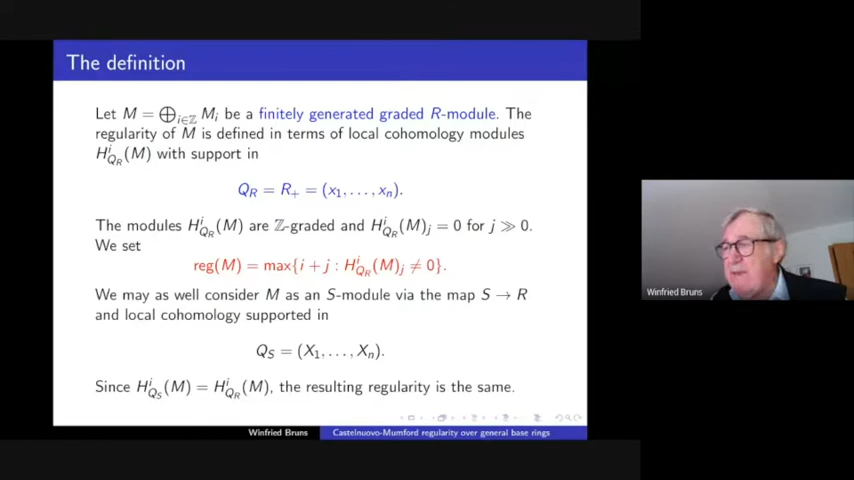 The definition
Let M = ⊕_{i∈ℤ} M_i be a finitely generated graded R-module. The
regularity of M is defined in terms of local cohomology modules
H^i_{Q_R}(M) with support in
Q_R = R_+ = (x_1, . . . , x_n).
The modules H^i_{Q_R}(M) are ℤ-graded and H^i_{Q_R}(M)_j = 0 for j ≫ 0.
We set
reg(M) = max{i + j : H^i_{Q_R}(M)_j ≠ 0}.
We may as well consider M as an S-module via the map S → R
and local cohomology supported in
Q_S = (X_1, . . . , X_n).
Since H^i_{Q_S}(M) = H^i_{Q_R}(M), the resulting regularity is the same.
Winfried Bruns
Castelnuovo-Mumford regularity over general base rings
Winfried Bruns